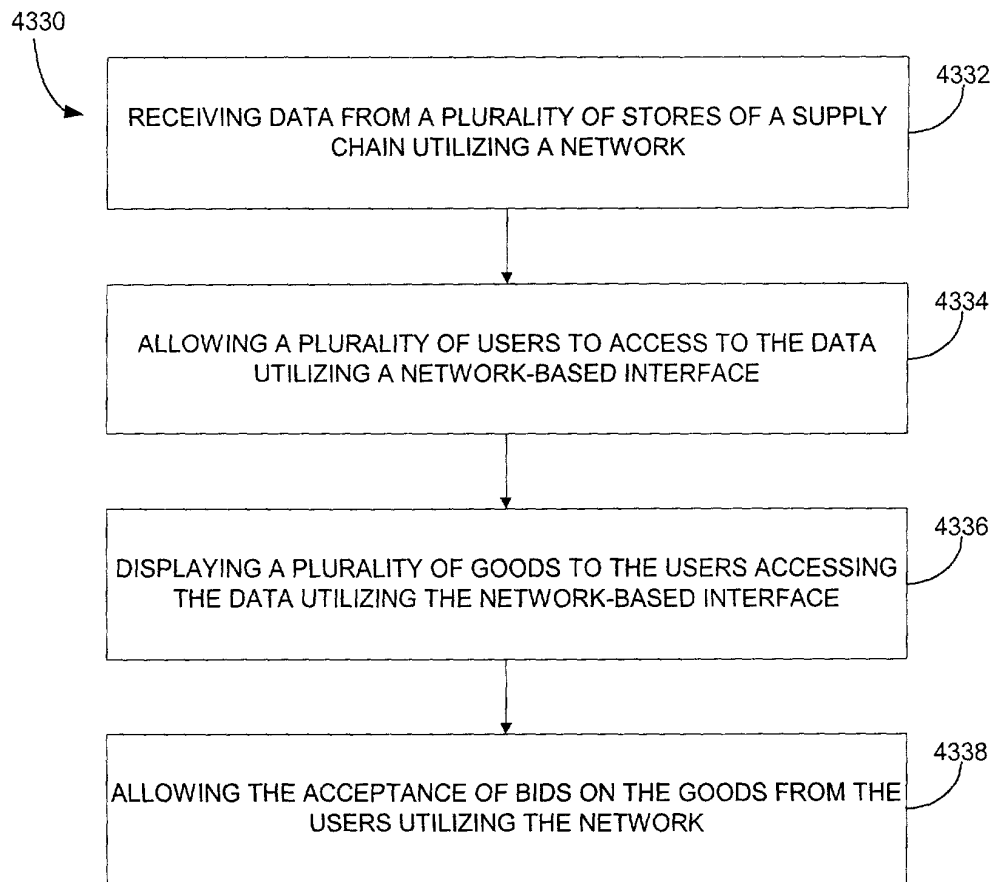 4330
4332
RECEIVING DATA FROM A PLURALITY OF STORES OF A SUPPLY
CHAIN UTILIZING A NETWORK
4334
ALLOWING A PLURALITY OF USERS TO ACCESS TO THE DATA
UTILIZING A NETWORK-BASED INTERFACE
4336
DISPLAYING A PLURALITY OF GOODS TO THE USERS ACCESSING
THE DATA UTILIZING THE NETWORK-BASED INTERFACE
4338
ALLOWING THE ACCEPTANCE OF BIDS ON THE GOODS FROM THE
USERS UTILIZING THE NETWORK